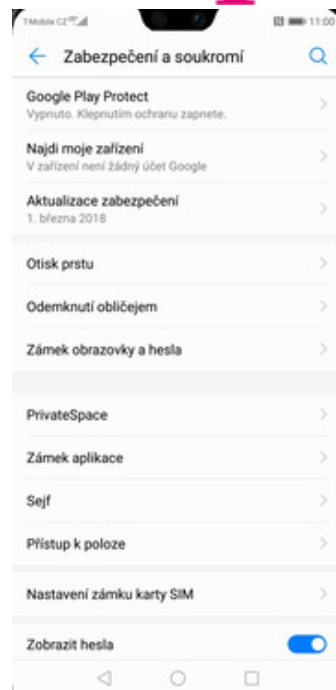 T-Mobile CZ 11:00
Zabezpečení a soukromí
Google Play Protect
Vypnuto. Klepnutím ochranu zapnete.
Najdi moje zařízení
V zařízení není žádný účet Google
Aktualizace zabezpečení
1. března 2018
Otisk prstu
Odemknutí obličejem
Zámek obrazovky a hesla
PrivateSpace
Zámek aplikace
Sejf
Přístup k poloze
Nastavení zámku karty SIM
Zobrazit hesla